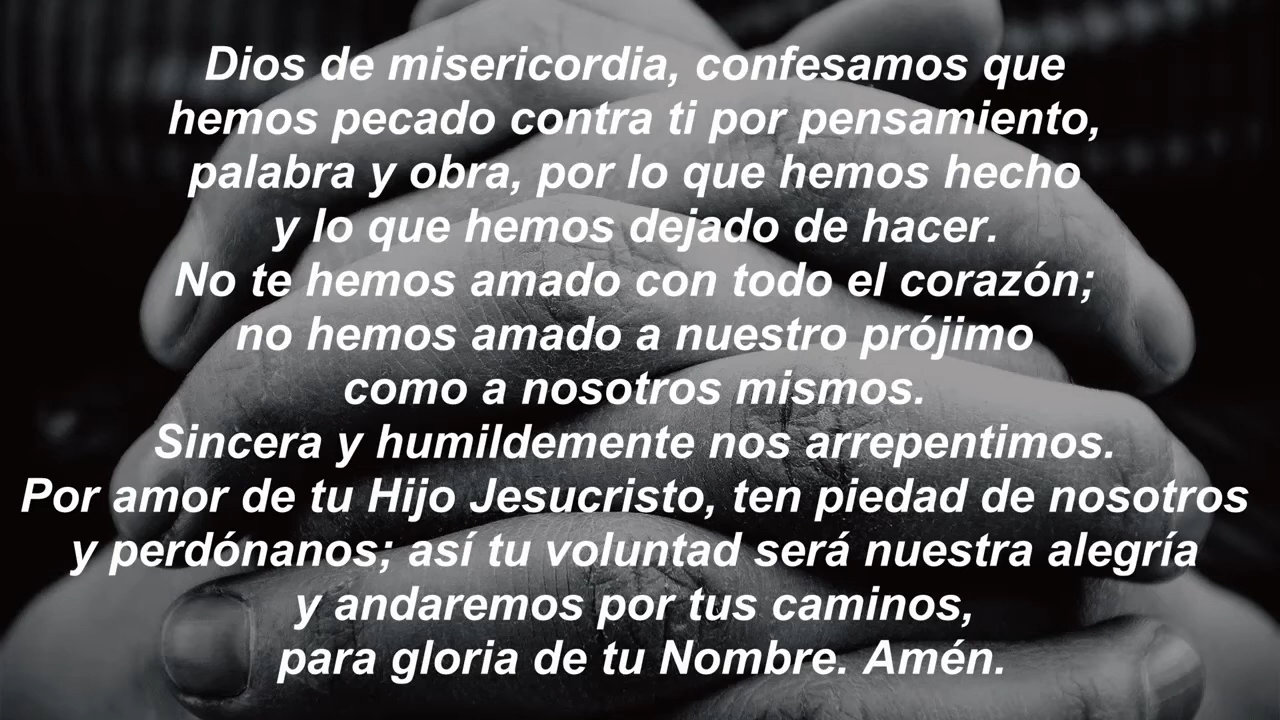 Dios de misericordia, confesamos que
hemos pecado contra ti por pensamiento,
palabra y obra, por lo que hemos hecho
y lo que hemos dejado de hacer.
No te hemos amado con todo el corazón;
no hemos amado a nuestro prójimo
como a nosotros mismos.
Sincera y humildemente nos arrepentimos.
Por amor de tu Hijo Jesucristo, ten piedad de nosotros
y perdónanos; así tu voluntad será nuestra alegría
y andaremos por tus caminos,
para gloria de tu Nombre. Amén.